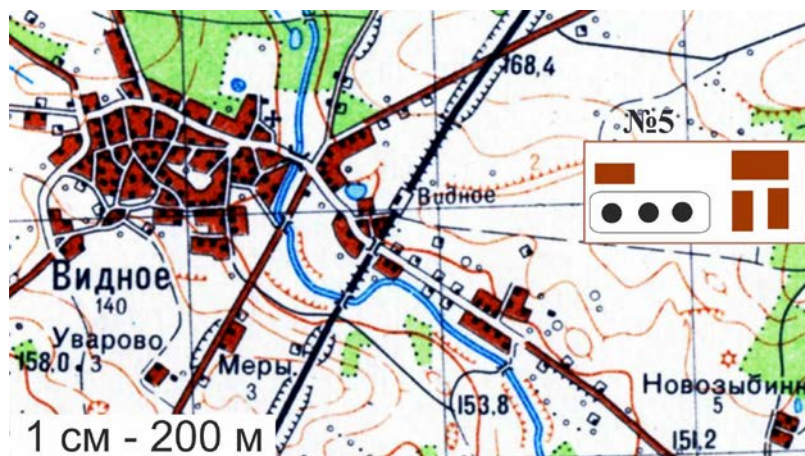 168,4
№5
2
Видное
Видное
140
Уварово
3
158.0
Меры
3
Новозыбинк
5
153.8
151.2
1 см - 200 м